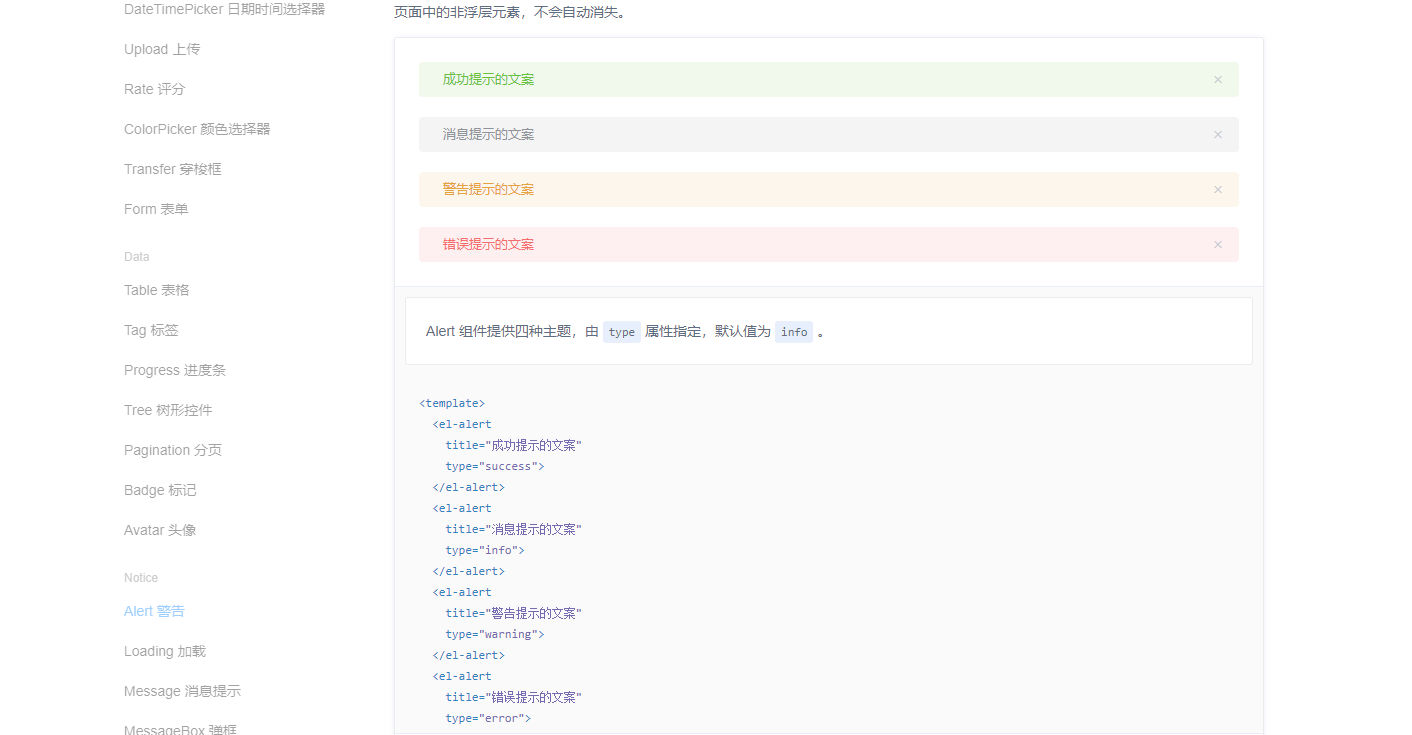 DateTimePicker 日期时间选择器
Upload 上传
Rate 评分
ColorPicker 颜色选择器
Transfer 穿梭框
Form 表单
Data
Table 表格
Tag 标签
Progress 进度条
Tree 树形控件
Pagination 分页
Badge 标记
Avatar 头像
Notice
Alert 警告
Loading 加载
Message 消息提示
MessageBox 弹框
页面中的非浮层元素，不会自动消失。
成功提示的文案
消息提示的文案
警告提示的文案
错误提示的文案
Alert 组件提供四种主题，由 type 属性指定，默认值为 info 。
<template>
  <el-alert
    title="成功提示的文案"
    type="success">
  </el-alert>
  <el-alert
    title="消息提示的文案"
    type="info">
  </el-alert>
  <el-alert
    title="警告提示的文案"
    type="warning">
  </el-alert>
  <el-alert
    title="错误提示的文案"
    type="error">